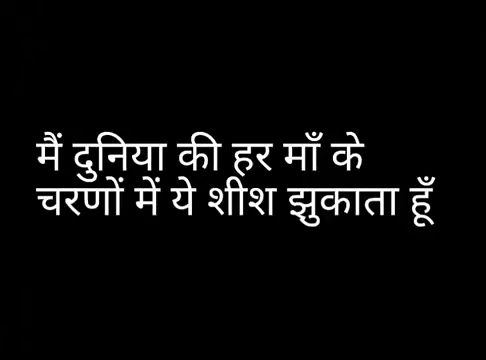 मैं दुनिया की हर माँ के
चरणों में ये शीश झुकाता हूँ